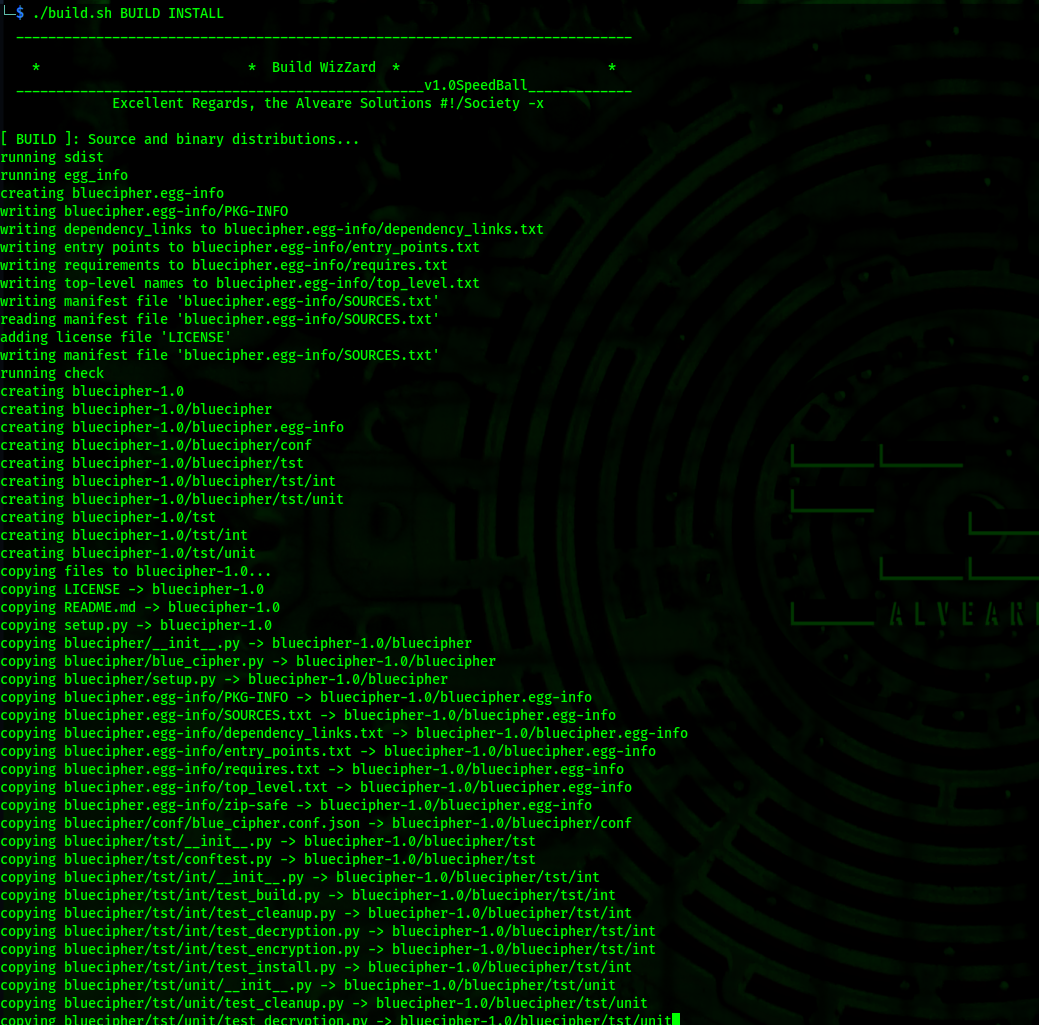 └─$ ./build.sh BUILD INSTALL
_____________________________________________________________________________
*                          *  Build WizZard  *                          *
___________________________________________________v1.0SpeedBall_____________
Excellent Regards, the Alveare Solutions #!/Society -x
[ BUILD ]: Source and binary distributions...
running sdist
running egg_info
creating bluecipher.egg-info
writing bluecipher.egg-info/PKG-INFO
writing dependency_links to bluecipher.egg-info/dependency_links.txt
writing entry points to bluecipher.egg-info/entry_points.txt
writing requirements to bluecipher.egg-info/requires.txt
writing top-level names to bluecipher.egg-info/top_level.txt
writing manifest file 'bluecipher.egg-info/SOURCES.txt'
reading manifest file 'bluecipher.egg-info/SOURCES.txt'
adding license file 'LICENSE'
writing manifest file 'bluecipher.egg-info/SOURCES.txt'
running check
creating bluecipher-1.0
creating bluecipher-1.0/bluecipher
creating bluecipher-1.0/bluecipher.egg-info
creating bluecipher-1.0/bluecipher/conf
creating bluecipher-1.0/bluecipher/tst
creating bluecipher-1.0/bluecipher/tst/int
creating bluecipher-1.0/bluecipher/tst/unit
creating bluecipher-1.0/tst
creating bluecipher-1.0/tst/int
creating bluecipher-1.0/tst/unit
copying files to bluecipher-1.0...
copying LICENSE -> bluecipher-1.0
copying README.md -> bluecipher-1.0
copying setup.py -> bluecipher-1.0
copying bluecipher/__init__.py -> bluecipher-1.0/bluecipher
copying bluecipher/blue_cipher.py -> bluecipher-1.0/bluecipher
copying bluecipher/setup.py -> bluecipher-1.0/bluecipher
copying bluecipher.egg-info/PKG-INFO -> bluecipher-1.0/bluecipher.egg-info
copying bluecipher.egg-info/SOURCES.txt -> bluecipher-1.0/bluecipher.egg-info
copying bluecipher.egg-info/dependency_links.txt -> bluecipher-1.0/bluecipher.egg-info
copying bluecipher.egg-info/entry_points.txt -> bluecipher-1.0/bluecipher.egg-info
copying bluecipher.egg-info/requires.txt -> bluecipher-1.0/bluecipher.egg-info
copying bluecipher.egg-info/top_level.txt -> bluecipher-1.0/bluecipher.egg-info
copying bluecipher.egg-info/zip-safe -> bluecipher-1.0/bluecipher.egg-info
copying bluecipher/conf/blue_cipher.conf.json -> bluecipher-1.0/bluecipher/conf
copying bluecipher/tst/__init__.py -> bluecipher-1.0/bluecipher/tst
copying bluecipher/tst/conftest.py -> bluecipher-1.0/bluecipher/tst
copying bluecipher/tst/int/__init__.py -> bluecipher-1.0/bluecipher/tst/int
copying bluecipher/tst/int/test_build.py -> bluecipher-1.0/bluecipher/tst/int
copying bluecipher/tst/int/test_cleanup.py -> bluecipher-1.0/bluecipher/tst/int
copying bluecipher/tst/int/test_decryption.py -> bluecipher-1.0/bluecipher/tst/int
copying bluecipher/tst/int/test_encryption.py -> bluecipher-1.0/bluecipher/tst/int
copying bluecipher/tst/int/test_install.py -> bluecipher-1.0/bluecipher/tst/int
copying bluecipher/tst/unit/__init__.py -> bluecipher-1.0/bluecipher/tst/unit
copying bluecipher/tst/unit/test_cleanup.py -> bluecipher-1.0/bluecipher/tst/unit
copying bluecipher/tst/unit/test_decryption.py -> bluecipher-1.0/bluecipher/tst/unit
ALVEAR